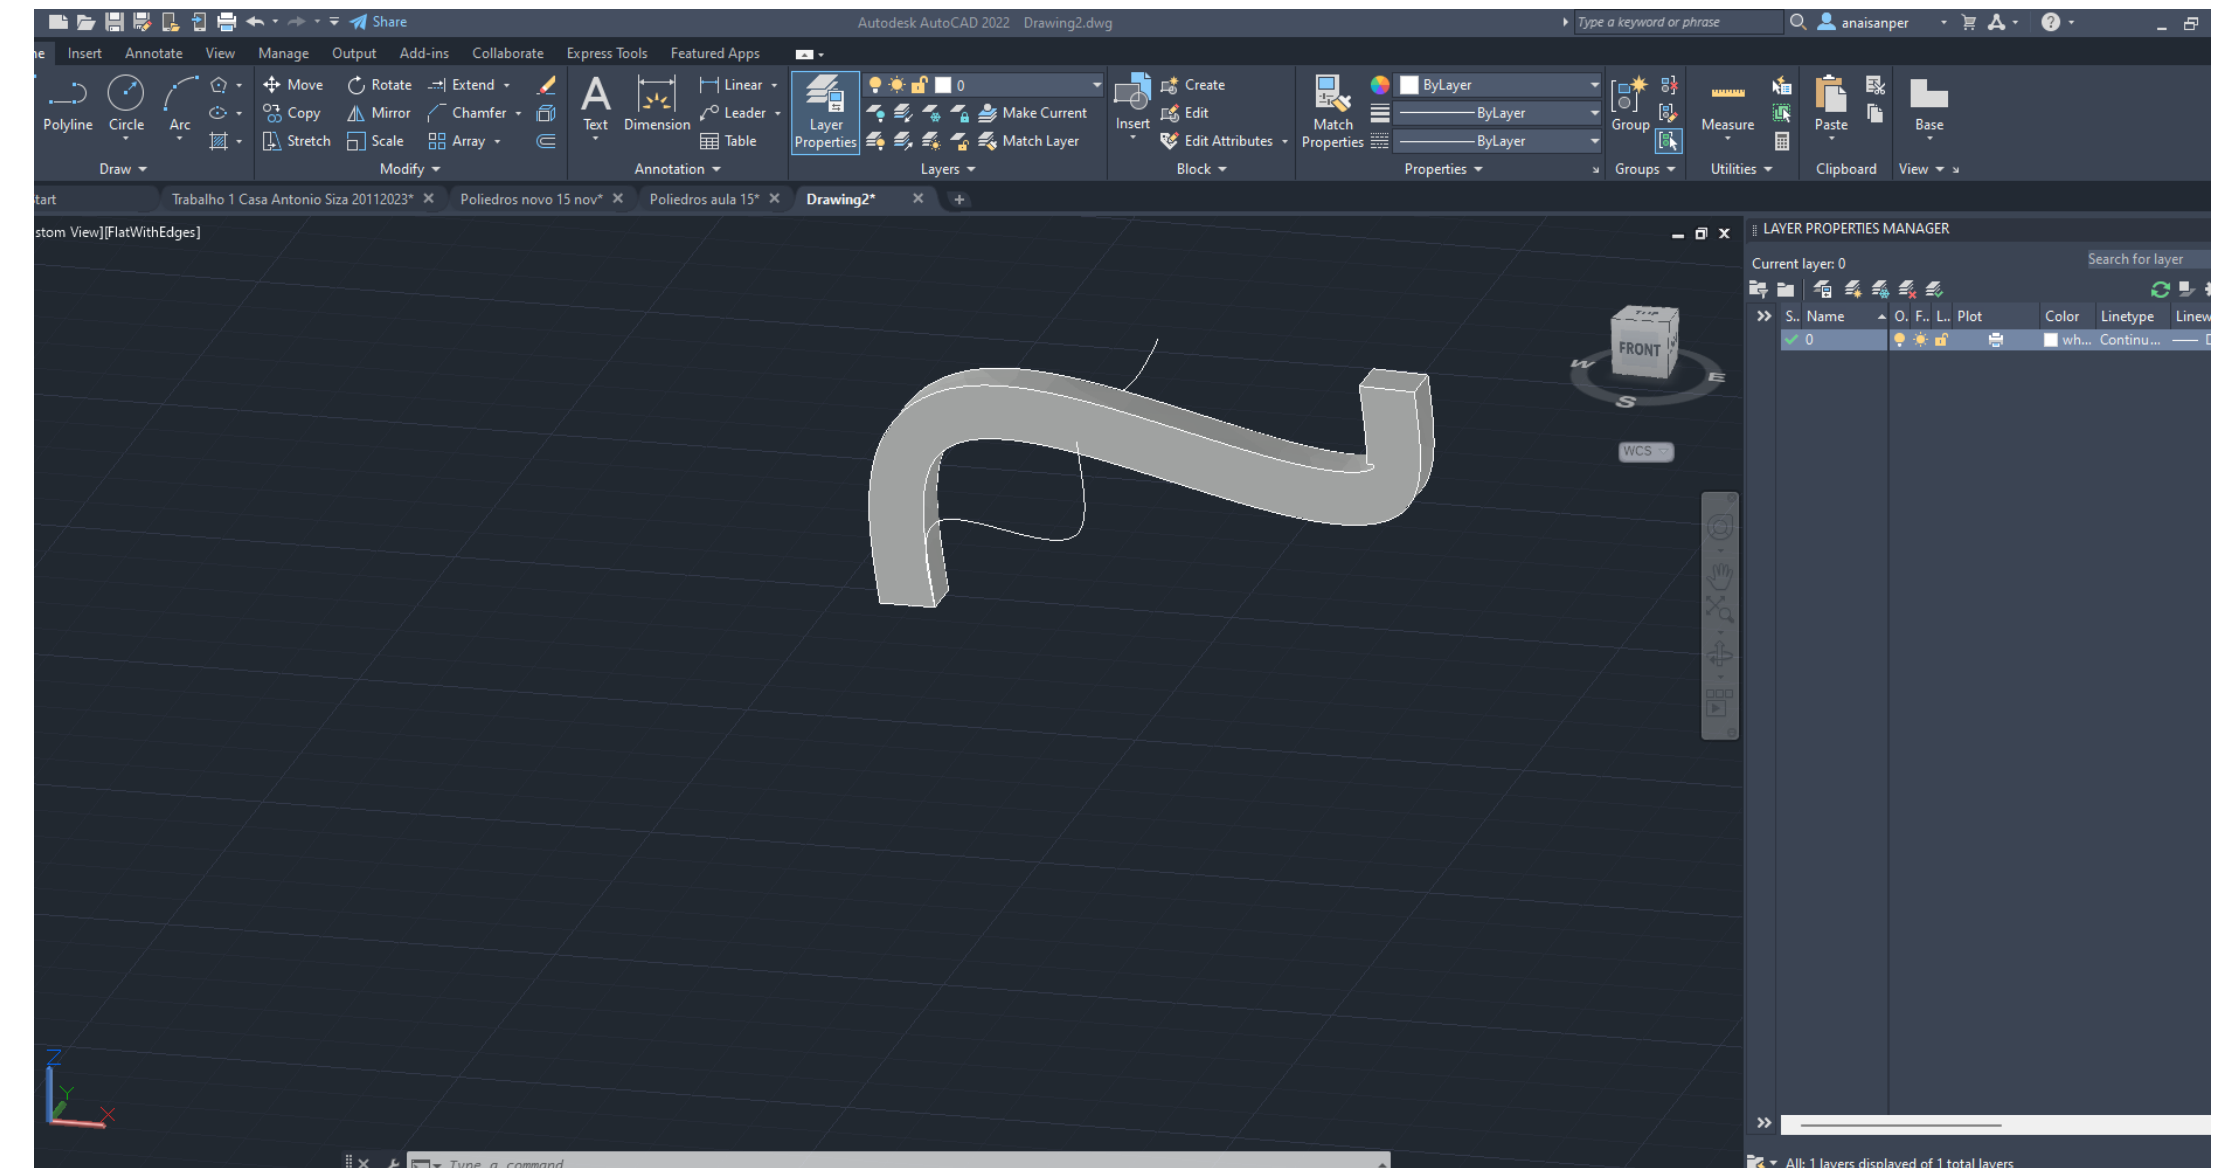 Share
Autodesk AutoCAD 2022 Drawing2.dwg
Type a keyword or phrase
anaisanper
Insert Annotate View Manage Output Add-ins Collaborate Express Tools Featured Apps
Polyline Circle Arc
Move Rotate Extend
Copy Mirror Chamfer
Stretch Scale Array
Text Dimension
Linear
Leader
Table
Layer
Properties
0
Make Current
Match Layer
Insert
Create
Edit
Edit Attributes
Match
Properties
ByLayer
ByLayer
ByLayer
Group
Measure
Paste
Base
Draw Modify Annotation Layers Block Properties Groups Utilities Clipboard View
tart Trabalho 1 Casa Antonio Siza 20112023* Poliedros novo 15 nov* Poliedros aula 15* Drawing2*
stom View][FlatWithEdges]
TOP
FRONT
W
S
E
WCS
Z
Y
X
Type a command
LAYER PROPERTIES MANAGER
Current layer: 0
Search for layer
S.. Name O. F.. L.. Plot Color Linetype Linew
0 wh... Continu... D
All: 1 layers displayed of 1 total layers